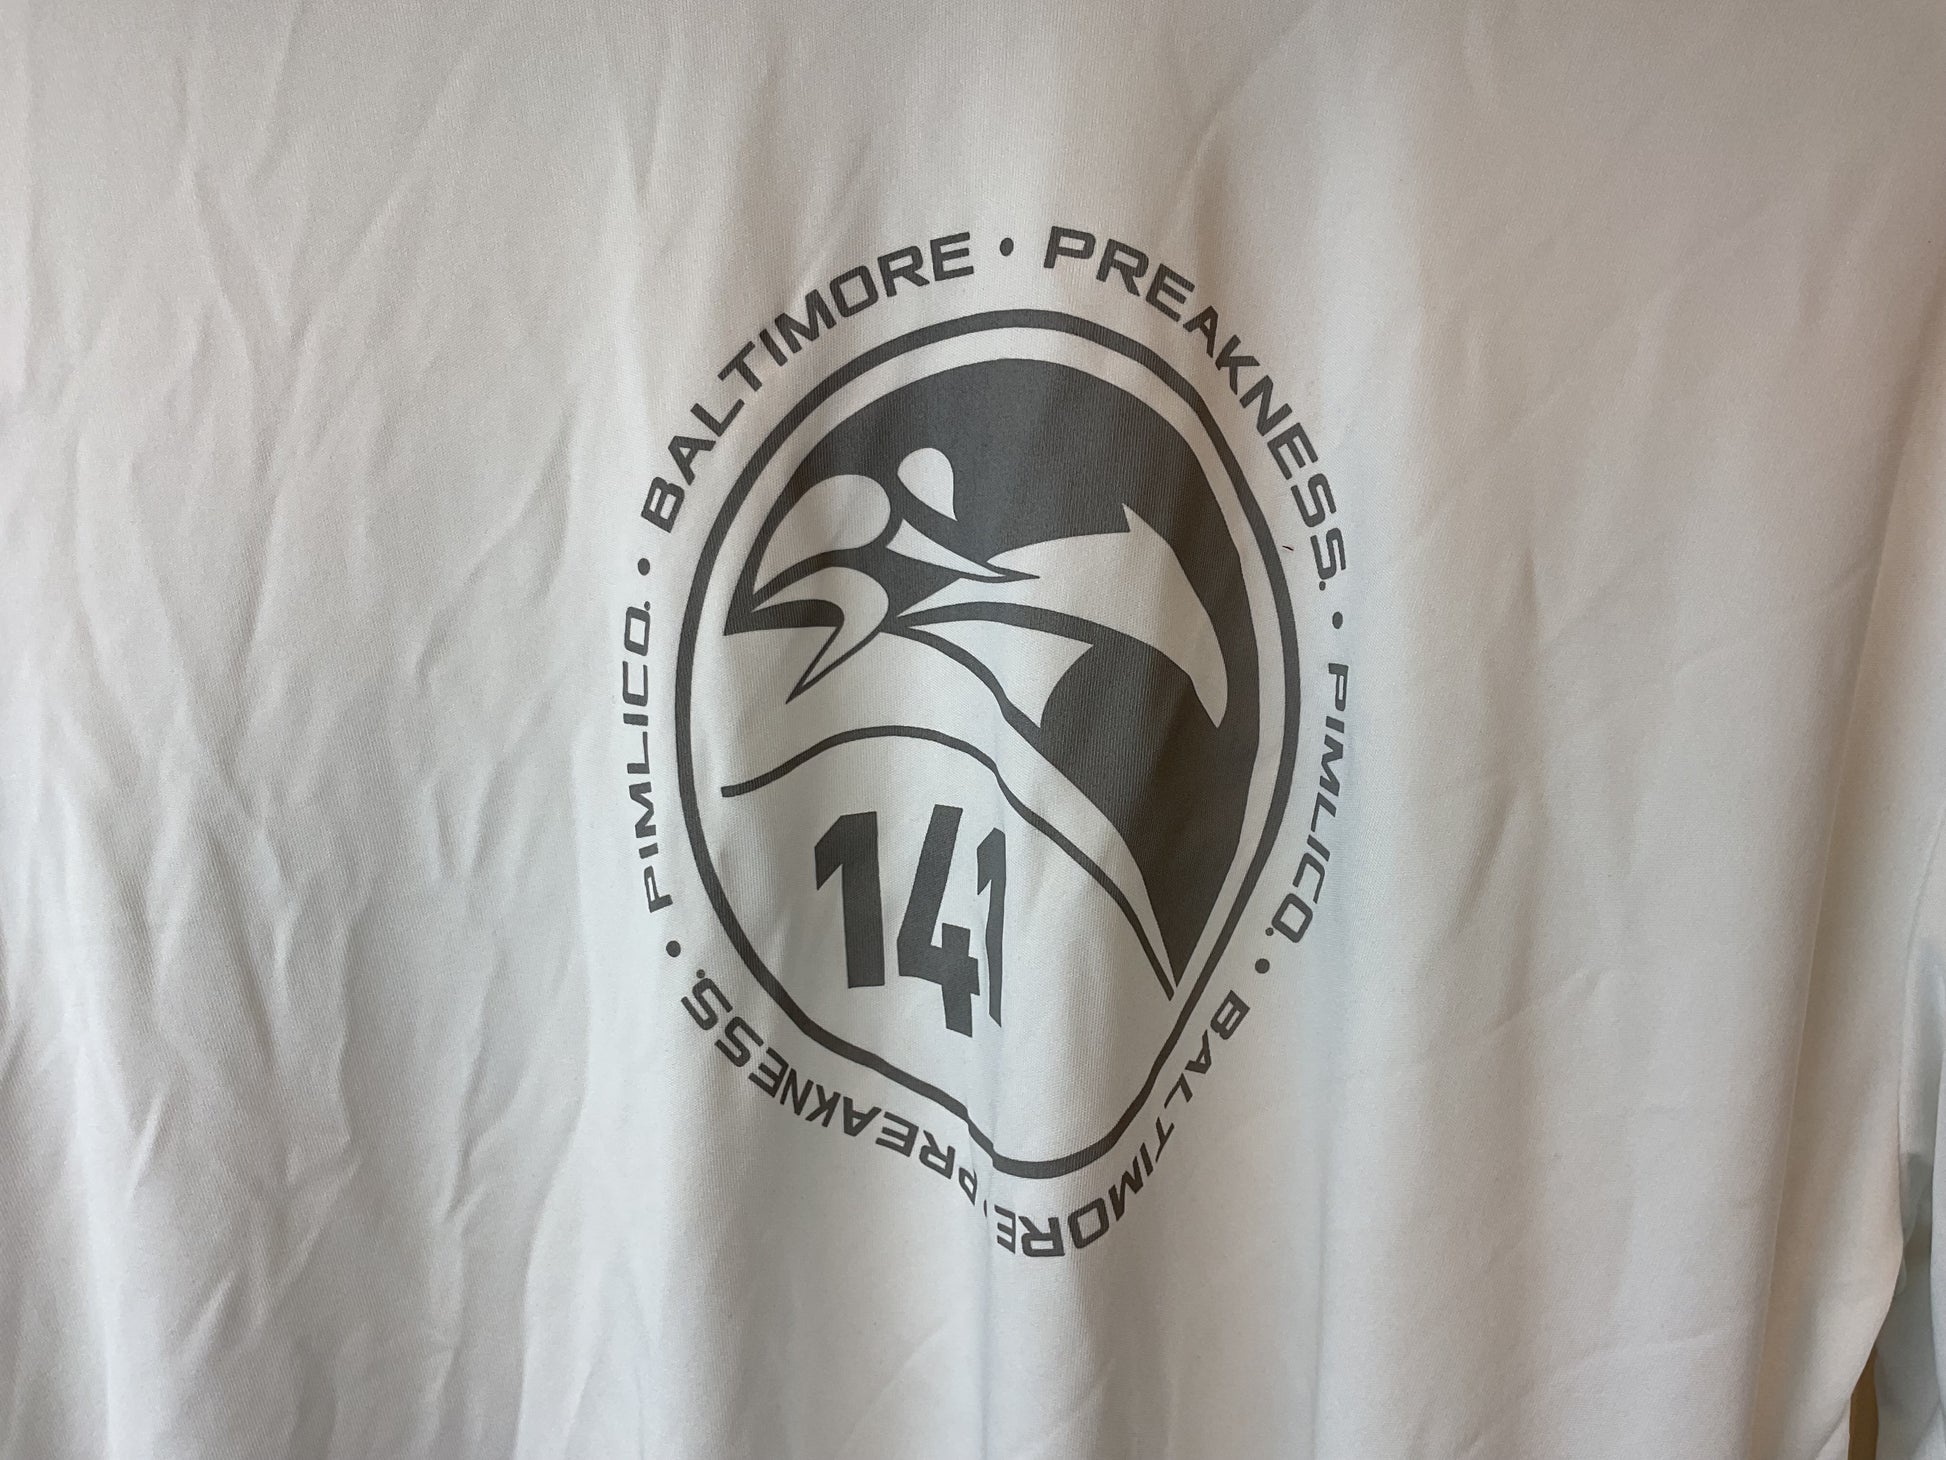 BALTIMORE • PREAKNESS. • PIMLICO. • BALTIMORE • PREAKNESS. • PIMLICO. •
141